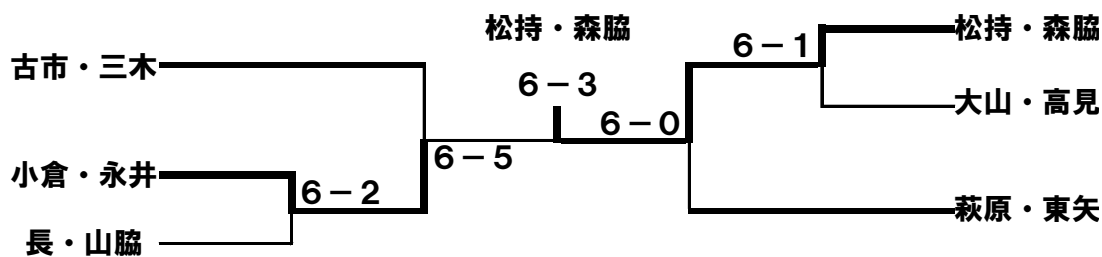 松持・森脇
古市・三木
小倉・永井
長・山脇
6－2
6－5
6－3
6－0
6－1
松持・森脇
大山・高見
萩原・東矢